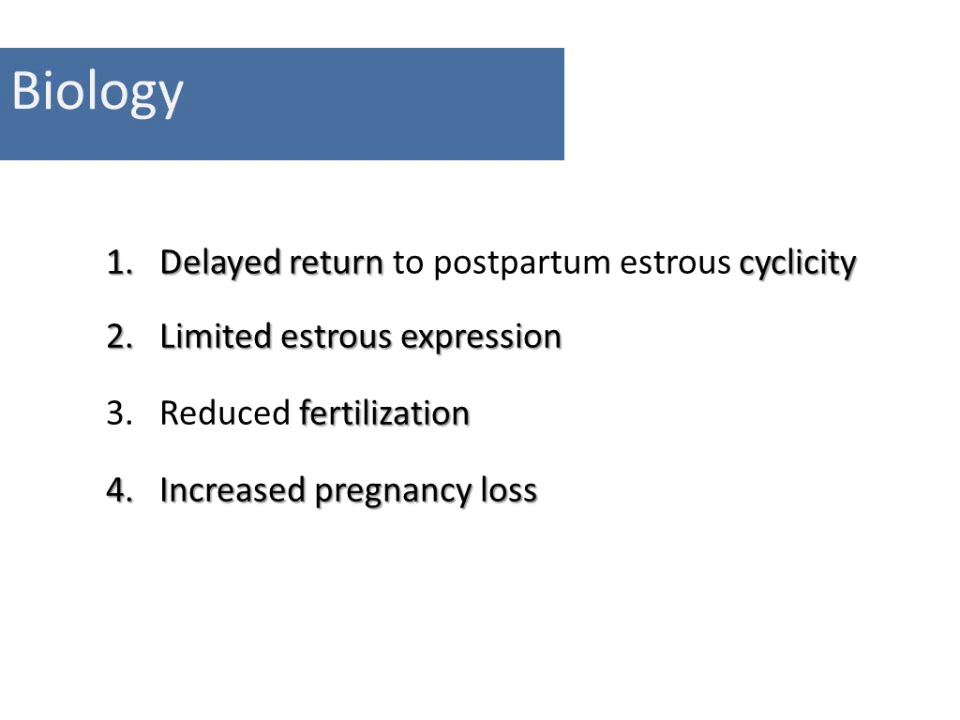 Biology
1. Delayed return to postpartum estrous cyclicity
2. Limited estrous expression
3. Reduced fertilization
4. Increased pregnancy loss